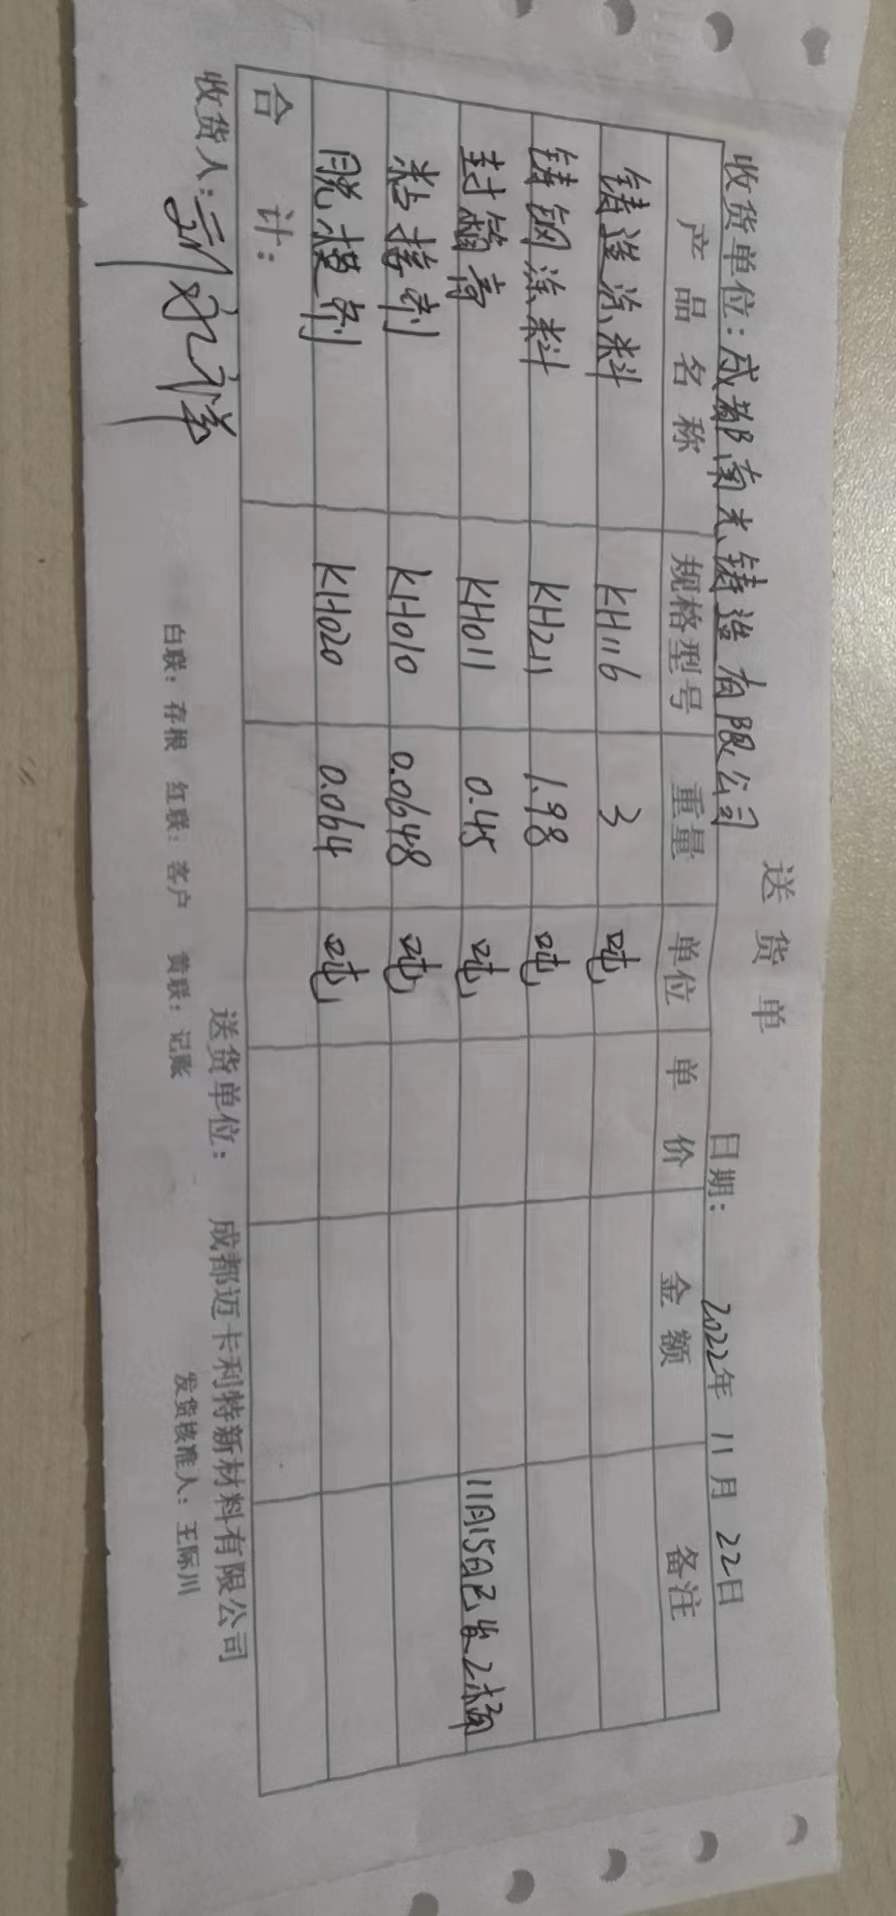 送货单
收货单位：成都南光铸造有限公司 日期：2022年11月22日
产品名称 规格型号 重量 单位 单价 金额 备注
铸造涂料 KH116 3 吨
铸钢涂料 KH211 1.98 吨
封箱膏 KH011 0.45 吨 11月15日已发2桶
粘接剂 KH010 0.0648 吨
脱模剂 KH020 0.064 吨
合计：
收货人： 送货单位：成都迈卡利特新材料有限公司
白联：存根 红联：客户 黄联：记账 发货核准人：王际川